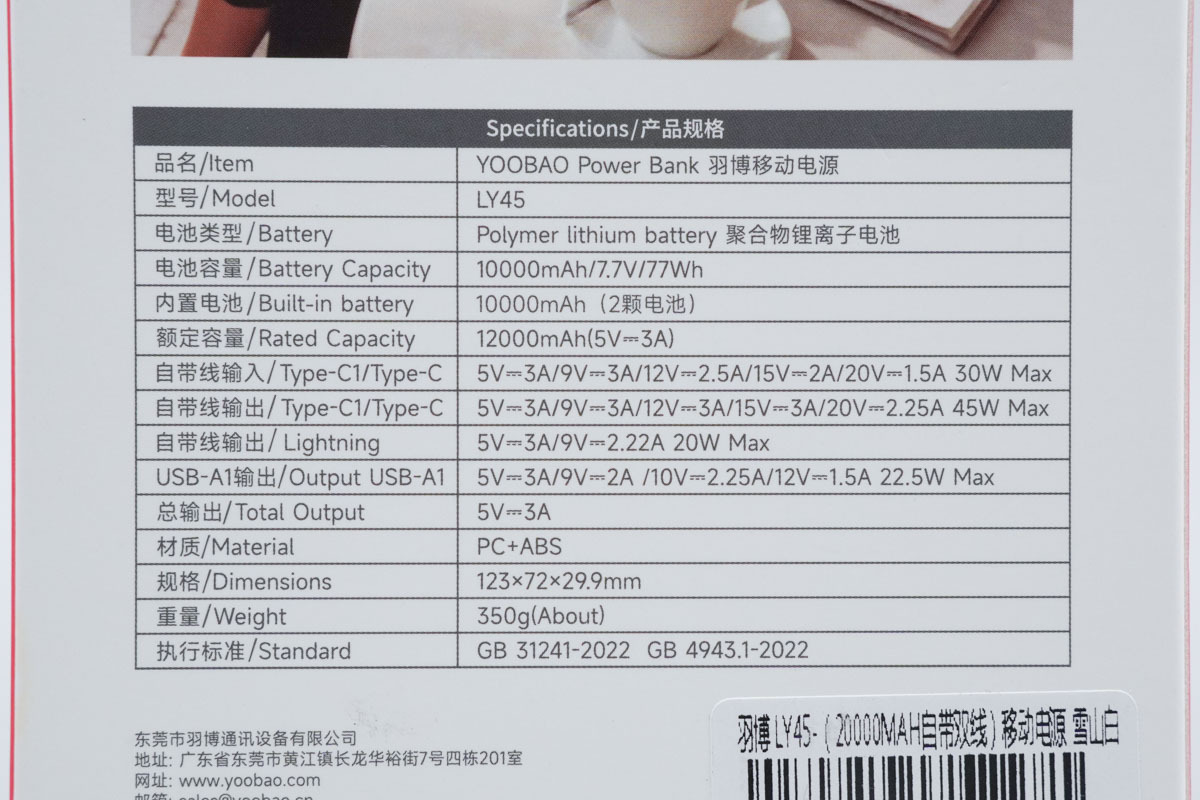 Specifications/产品规格
品名/Item YOOBAO Power Bank 羽博移动电源
型号/Model LY45
电池类型/Battery Polymer lithium battery 聚合物锂离子电池
电池容量/Battery Capacity 10000mAh/7.7V/77Wh
内置电池/Built-in battery 10000mAh（2颗电池）
额定容量/Rated Capacity 12000mAh(5V⎓3A)
自带线输入/Type-C1/Type-C 5V⎓3A/9V⎓3A/12V⎓2.5A/15V⎓2A/20V⎓1.5A 30W Max
自带线输出/Type-C1/Type-C 5V⎓3A/9V⎓3A/12V⎓3A/15V⎓3A/20V⎓2.25A 45W Max
自带线输出/ Lightning 5V⎓3A/9V⎓2.22A 20W Max
USB-A1输出/Output USB-A1 5V⎓3A/9V⎓2A /10V⎓2.25A/12V⎓1.5A 22.5W Max
总输出/Total Output 5V⎓3A
材质/Material PC+ABS
规格/Dimensions 123×72×29.9mm
重量/Weight 350g(About)
执行标准/Standard GB 31241-2022 GB 4943.1-2022
东莞市羽博通讯设备有限公司
地址: 广东省东莞市黄江镇长龙华裕街7号四栋101室
网址: www.yoobao.com
邮箱: sales@yoobao.cn
羽博 LY45-（20000MAH自带双线）移动电源 雪山白